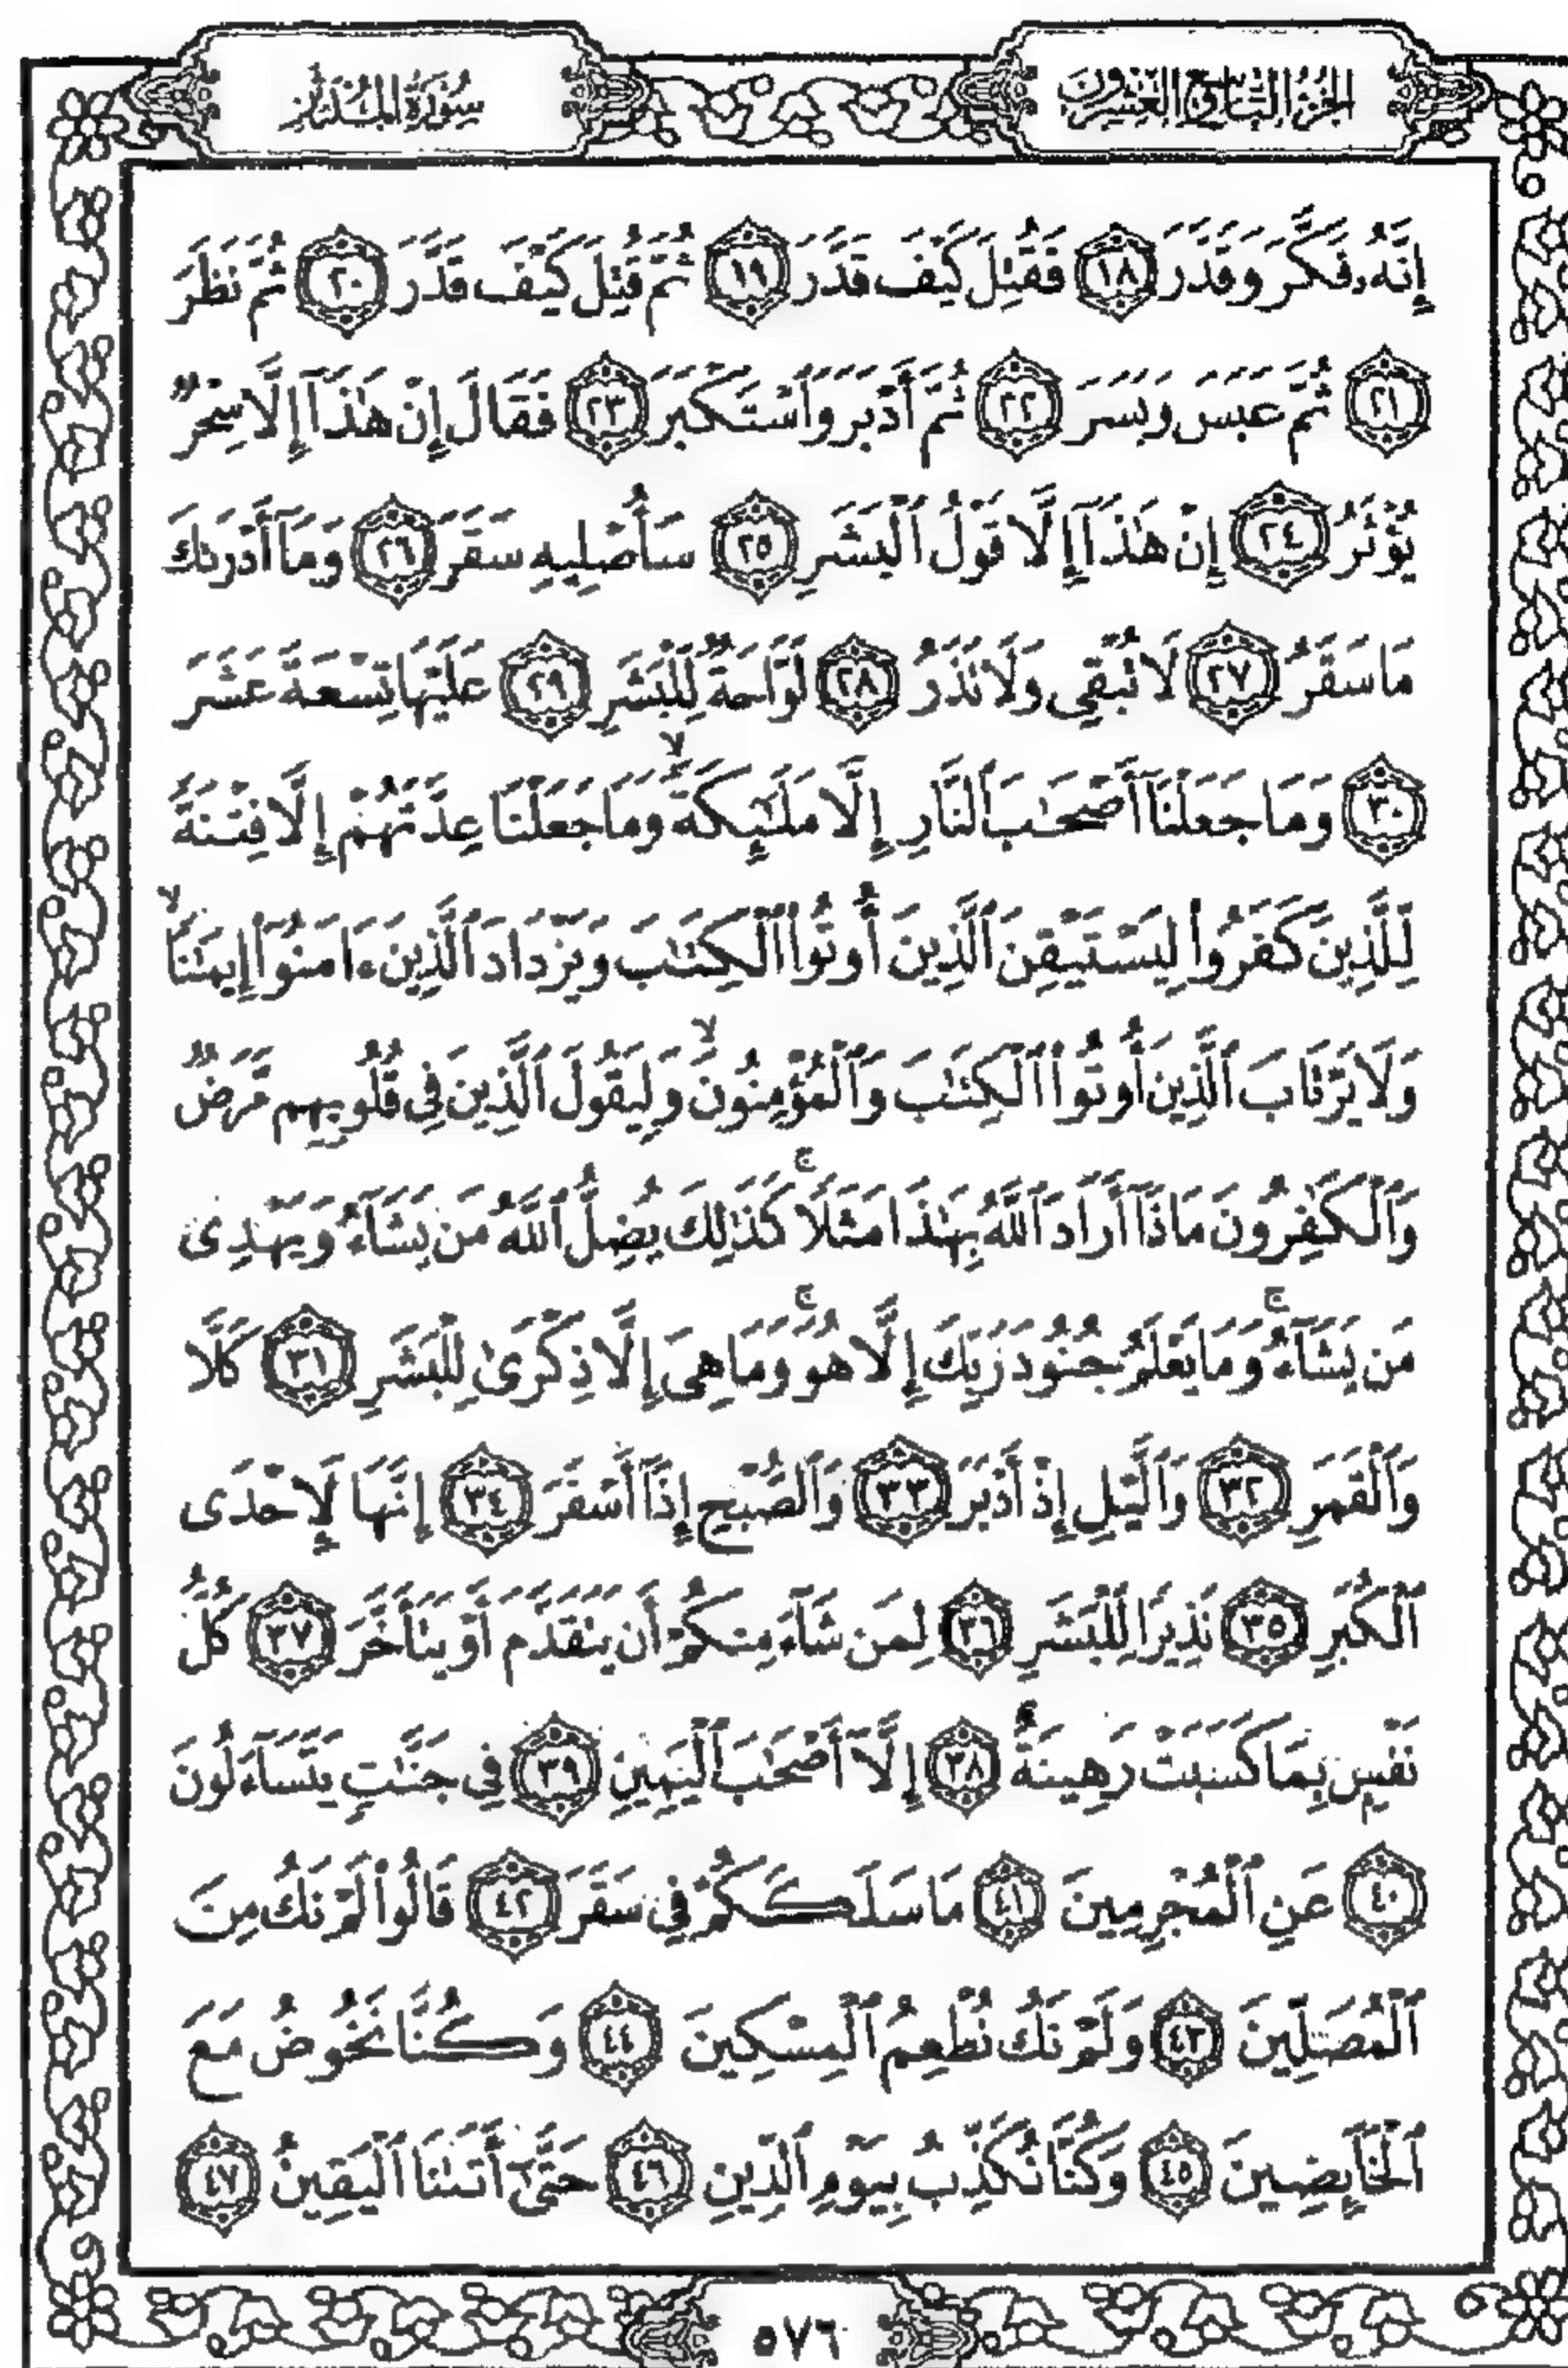 الجزء التاسع والعشرون
سورة المدثر
إِنَّهُۥ فَكَّرَ وَقَدَّرَ ١٨ فَقُتِلَ كَيْفَ قَدَّرَ ١٩ ثُمَّ قُتِلَ كَيْفَ قَدَّرَ ٢٠ ثُمَّ نَظَرَ
٢١ ثُمَّ عَبَسَ وَبَسَرَ ٢٢ ثُمَّ أَدْبَرَ وَٱسْتَكْبَرَ ٢٣ فَقَالَ إِنْ هَٰذَآ إِلَّا سِحْرٌ
يُؤْثَرُ ٢٤ إِنْ هَٰذَآ إِلَّا قَوْلُ ٱلْبَشَرِ ٢٥ سَأُصْلِيهِ سَقَرَ ٢٦ وَمَآ أَدْرَىٰكَ
مَا سَقَرُ ٢٧ لَا تُبْقِى وَلَا تَذَرُ ٢٨ لَوَّاحَةٌ لِّلْبَشَرِ ٢٩ عَلَيْهَا تِسْعَةَ عَشَرَ
٣٠ وَمَا جَعَلْنَآ أَصْحَٰبَ ٱلنَّارِ إِلَّا مَلَٰٓئِكَةً ۙ وَمَا جَعَلْنَا عِدَّتَهُمْ إِلَّا فِتْنَةً
لِّلَّذِينَ كَفَرُوا۟ لِيَسْتَيْقِنَ ٱلَّذِينَ أُوتُوا۟ ٱلْكِتَٰبَ وَيَزْدَادَ ٱلَّذِينَ ءَامَنُوٓا۟ إِيمَٰنًا ۙ
وَلَا يَرْتَابَ ٱلَّذِينَ أُوتُوا۟ ٱلْكِتَٰبَ وَٱلْمُؤْمِنُونَ ۙ وَلِيَقُولَ ٱلَّذِينَ فِى قُلُوبِهِم مَّرَضٌ
وَٱلْكَٰفِرُونَ مَاذَآ أَرَادَ ٱللَّهُ بِهَٰذَا مَثَلًا ۚ كَذَٰلِكَ يُضِلُّ ٱللَّهُ مَن يَشَآءُ وَيَهْدِى
مَن يَشَآءُ ۚ وَمَا يَعْلَمُ جُنُودَ رَبِّكَ إِلَّا هُوَ ۚ وَمَا هِىَ إِلَّا ذِكْرَىٰ لِلْبَشَرِ ٣١ كَلَّا
وَٱلْقَمَرِ ٣٢ وَٱلَّيْلِ إِذْ أَدْبَرَ ٣٣ وَٱلصُّبْحِ إِذَآ أَسْفَرَ ٣٤ إِنَّهَا لَإِحْدَى
ٱلْكُبَرِ ٣٥ نَذِيرًا لِّلْبَشَرِ ٣٦ لِمَن شَآءَ مِنكُمْ أَن يَتَقَدَّمَ أَوْ يَتَأَخَّرَ ٣٧ كُلُّ
نَفْسٍۭ بِمَا كَسَبَتْ رَهِينَةٌ ٣٨ إِلَّآ أَصْحَٰبَ ٱلْيَمِينِ ٣٩ فِى جَنَّٰتٍ يَتَسَآءَلُونَ
٤٠ عَنِ ٱلْمُجْرِمِينَ ٤١ مَا سَلَكَكُمْ فِى سَقَرَ ٤٢ قَالُوا۟ لَمْ نَكُ مِنَ
ٱلْمُصَلِّينَ ٤٣ وَلَمْ نَكُ نُطْعِمُ ٱلْمِسْكِينَ ٤٤ وَكُنَّا نَخُوضُ مَعَ
ٱلْخَآئِضِينَ ٤٥ وَكُنَّا نُكَذِّبُ بِيَوْمِ ٱلدِّينِ ٤٦ حَتَّىٰٓ أَتَىٰنَا ٱلْيَقِينُ ٤٧
٥٧٦